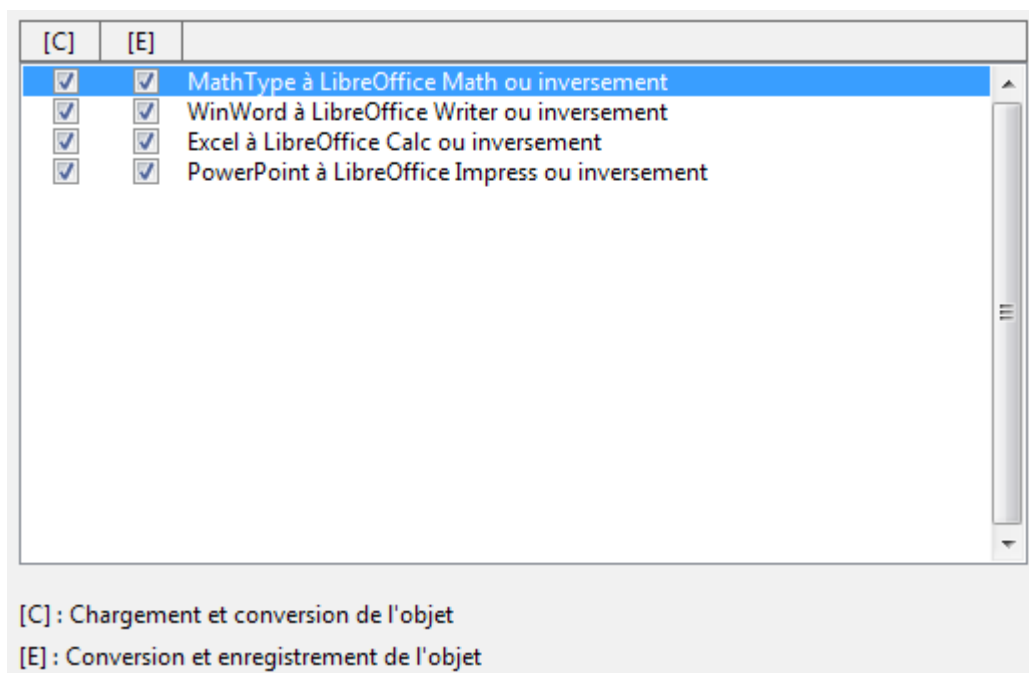 [C] [E]
MathType à LibreOffice Math ou inversement
WinWord à LibreOffice Writer ou inversement
Excel à LibreOffice Calc ou inversement
PowerPoint à LibreOffice Impress ou inversement
[C] : Chargement et conversion de l'objet
[E] : Conversion et enregistrement de l'objet